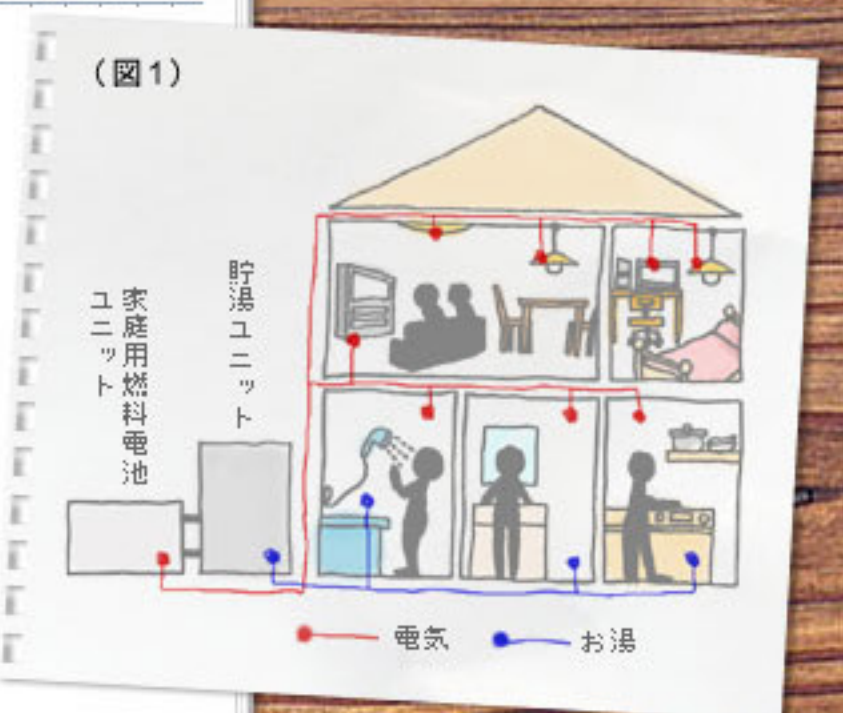 （図1）
貯湯ユニット
家庭用燃料電池
ユニット
電気
お湯